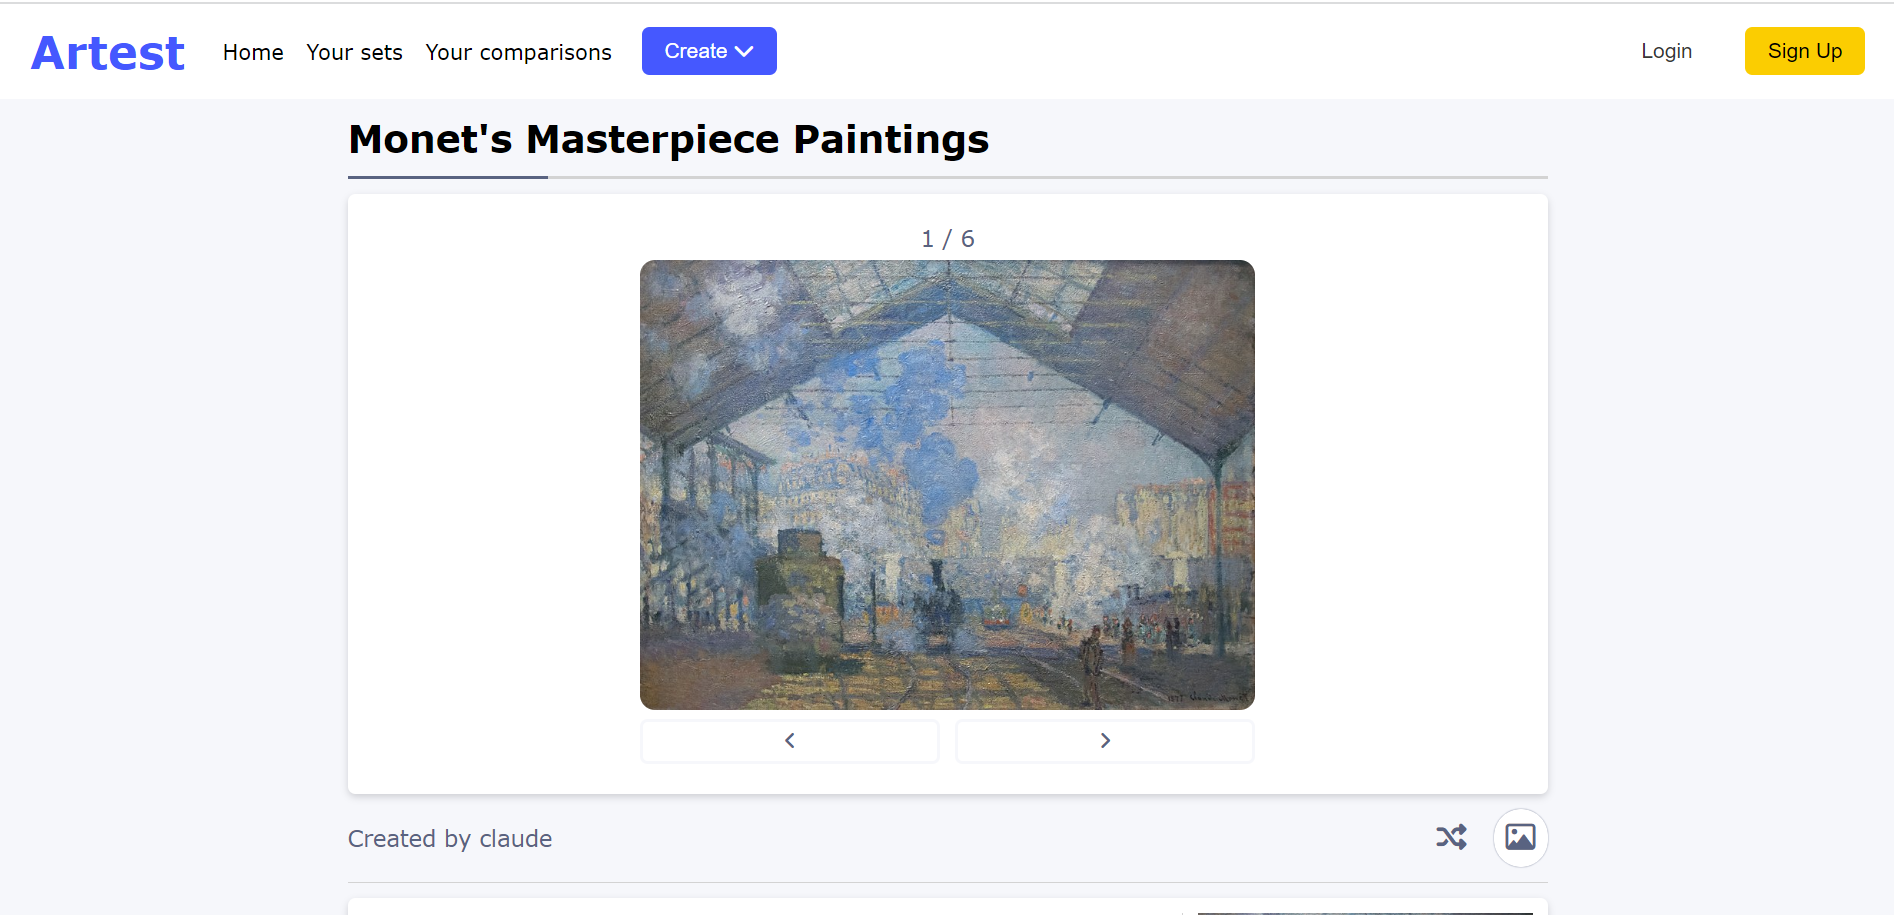 Artest
Home
Your sets
Your comparisons
Create
Login
Sign Up
Monet's Masterpiece Paintings
1 / 6
Created by claude